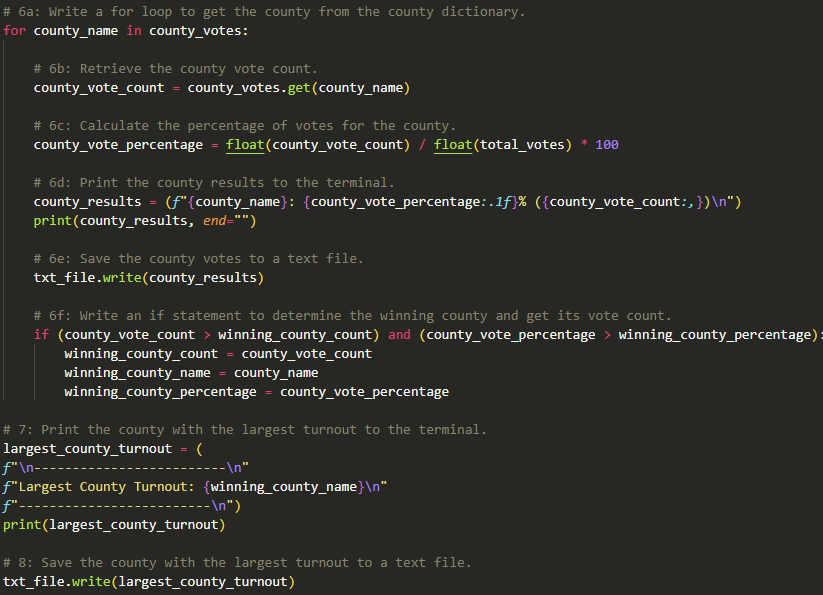 # 6a: Write a for loop to get the county from the county dictionary.
for county_name in county_votes:
# 6b: Retrieve the county vote count.
county_vote_count = county_votes.get(county_name)
# 6c: Calculate the percentage of votes for the county.
county_vote_percentage = float(county_vote_count) / float(total_votes) * 100
# 6d: Print the county results to the terminal.
county_results = (f"{county_name}: {county_vote_percentage:.1f}% ({county_vote_count:,})\n")
print(county_results, end="")
# 6e: Save the county votes to a text file.
txt_file.write(county_results)
# 6f: Write an if statement to determine the winning county and get its vote count.
if (county_vote_count > winning_county_count) and (county_vote_percentage > winning_county_percentage):
winning_county_count = county_vote_count
winning_county_name = county_name
winning_county_percentage = county_vote_percentage
# 7: Print the county with the largest turnout to the terminal.
largest_county_turnout = (
f"\n-------------------------\n"
f"Largest County Turnout: {winning_county_name}\n"
f"-------------------------\n")
print(largest_county_turnout)
# 8: Save the county with the largest turnout to a text file.
txt_file.write(largest_county_turnout)